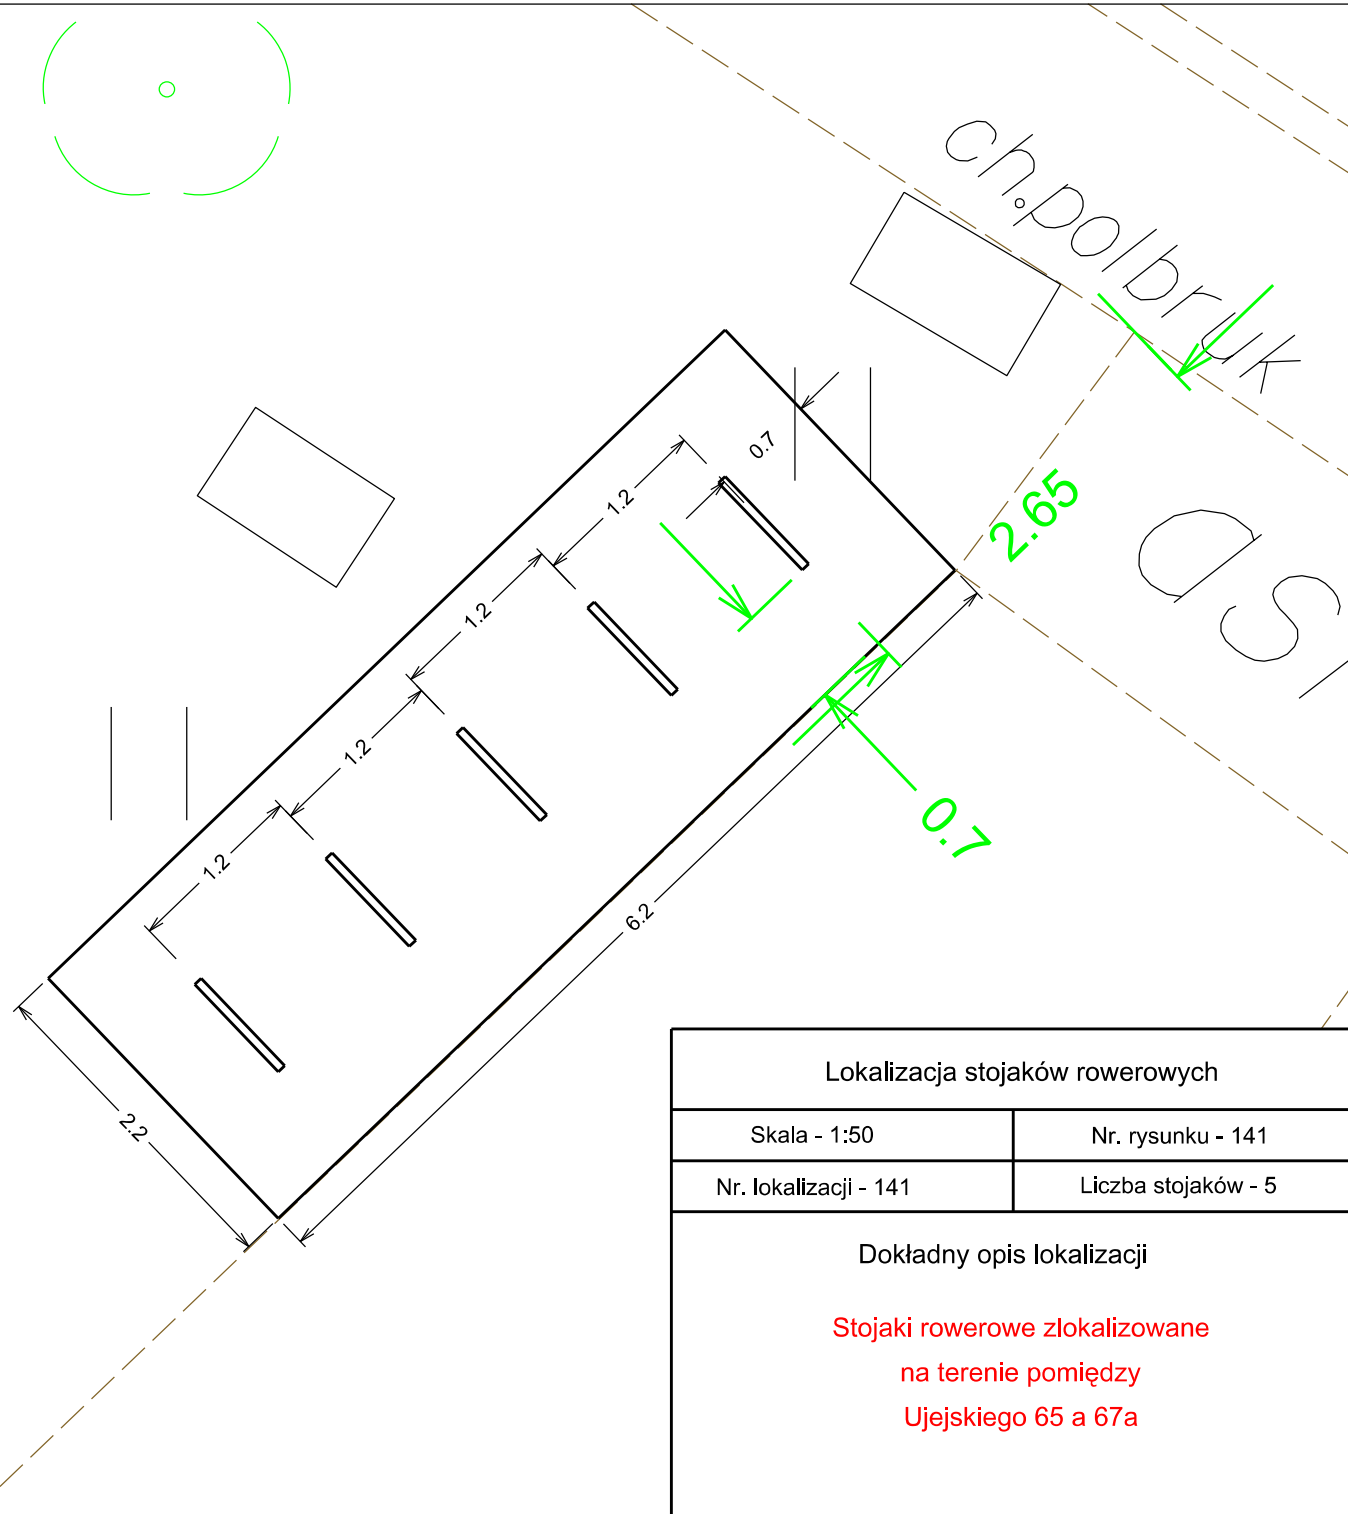 ch.polbruk
0.7
1.2
1.2
2.65
as
1.2
1.2
0.7
6.2
2.2
Lokalizacja stojaków rowerowych
Skala - 1:50
Nr. rysunku - 141
Nr. lokalizacji - 141
Liczba stojaków - 5
Dokładny opis lokalizacji
Stojaki rowerowe zlokalizowane
na terenie pomiędzy
Ujejskiego 65 a 67a